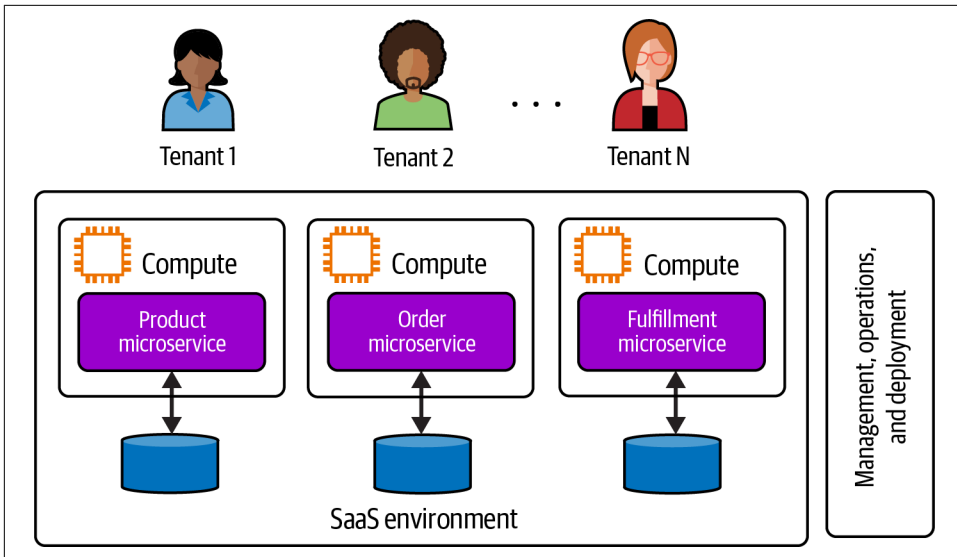 Tenant 1
Tenant 2
. . .
Tenant N
Compute
Product
microservice
Compute
Order
microservice
Compute
Fulfillment
microservice
SaaS environment
Management, operations,
and deployment